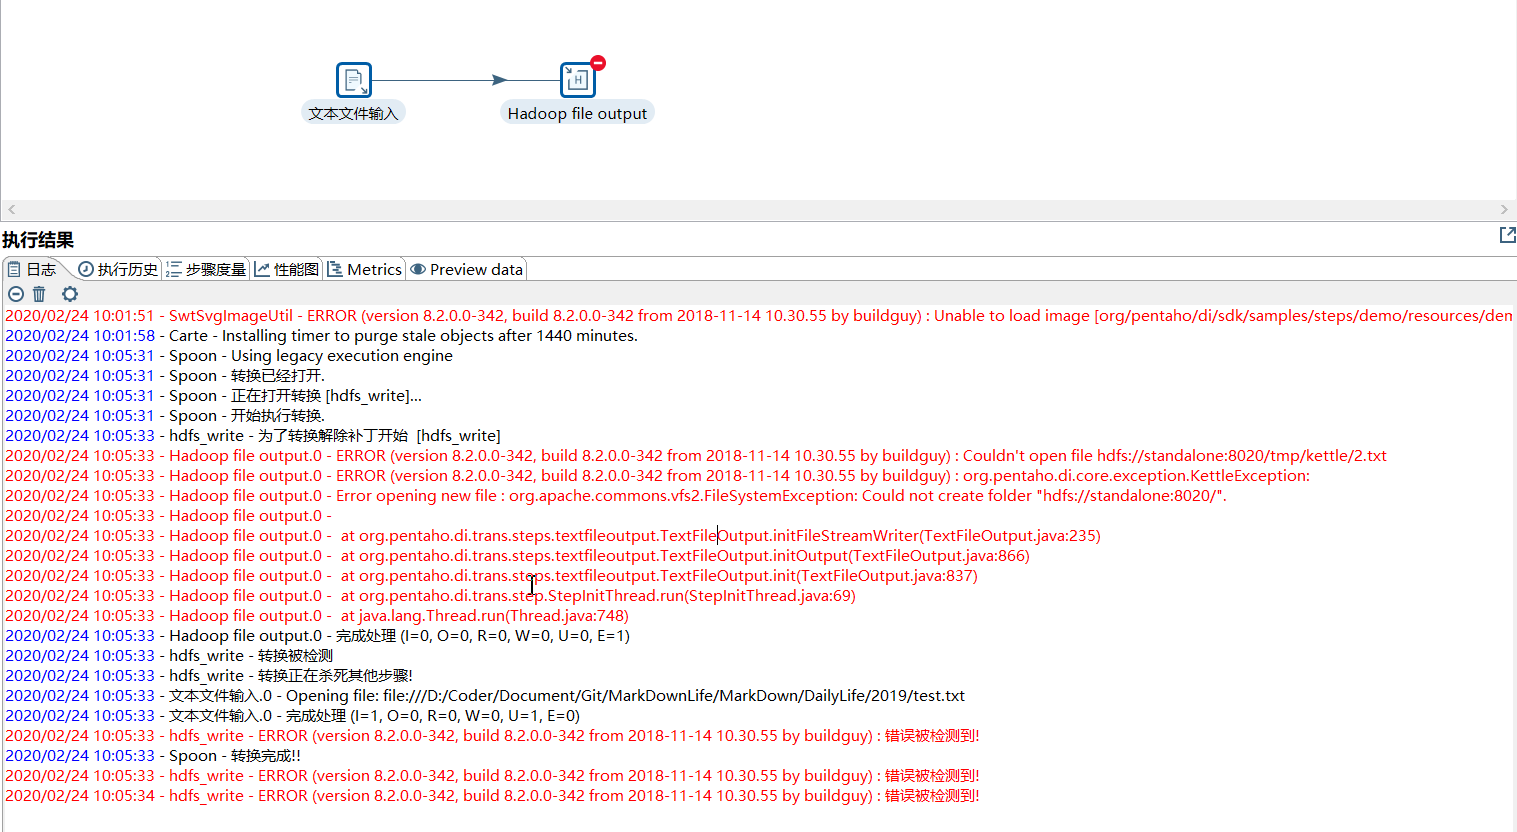 文本文件输入
Hadoop file output
执行结果
日志 执行历史 步骤度量 性能图 Metrics Preview data
2020/02/24 10:01:51 - SwtSvgImageUtil - ERROR (version 8.2.0.0-342, build 8.2.0.0-342 from 2018-11-14 10.30.55 by buildguy) : Unable to load image [org/pentaho/di/sdk/samples/steps/demo/resources/den
2020/02/24 10:01:58 - Carte - Installing timer to purge stale objects after 1440 minutes.
2020/02/24 10:05:31 - Spoon - Using legacy execution engine
2020/02/24 10:05:31 - Spoon - 转换已经打开.
2020/02/24 10:05:31 - Spoon - 正在打开转换 [hdfs_write]...
2020/02/24 10:05:31 - Spoon - 开始执行转换.
2020/02/24 10:05:33 - hdfs_write - 为了转换解除补丁开始  [hdfs_write]
2020/02/24 10:05:33 - Hadoop file output.0 - ERROR (version 8.2.0.0-342, build 8.2.0.0-342 from 2018-11-14 10.30.55 by buildguy) : Couldn't open file hdfs://standalone:8020/tmp/kettle/2.txt
2020/02/24 10:05:33 - Hadoop file output.0 - ERROR (version 8.2.0.0-342, build 8.2.0.0-342 from 2018-11-14 10.30.55 by buildguy) : org.pentaho.di.core.exception.KettleException:
2020/02/24 10:05:33 - Hadoop file output.0 - Error opening new file : org.apache.commons.vfs2.FileSystemException: Could not create folder "hdfs://standalone:8020/".
2020/02/24 10:05:33 - Hadoop file output.0 -
2020/02/24 10:05:33 - Hadoop file output.0 -  at org.pentaho.di.trans.steps.textfileoutput.TextFileOutput.initFileStreamWriter(TextFileOutput.java:235)
2020/02/24 10:05:33 - Hadoop file output.0 -  at org.pentaho.di.trans.steps.textfileoutput.TextFileOutput.initOutput(TextFileOutput.java:866)
2020/02/24 10:05:33 - Hadoop file output.0 -  at org.pentaho.di.trans.steps.textfileoutput.TextFileOutput.init(TextFileOutput.java:837)
2020/02/24 10:05:33 - Hadoop file output.0 -  at org.pentaho.di.trans.step.StepInitThread.run(StepInitThread.java:69)
2020/02/24 10:05:33 - Hadoop file output.0 -  at java.lang.Thread.run(Thread.java:748)
2020/02/24 10:05:33 - Hadoop file output.0 - 完成处理 (I=0, O=0, R=0, W=0, U=0, E=1)
2020/02/24 10:05:33 - hdfs_write - 转换被检测
2020/02/24 10:05:33 - hdfs_write - 转换正在杀死其他步骤!
2020/02/24 10:05:33 - 文本文件输入.0 - Opening file: file:///D:/Coder/Document/Git/MarkDownLife/MarkDown/DailyLife/2019/test.txt
2020/02/24 10:05:33 - 文本文件输入.0 - 完成处理 (I=1, O=0, R=0, W=0, U=1, E=0)
2020/02/24 10:05:33 - hdfs_write - ERROR (version 8.2.0.0-342, build 8.2.0.0-342 from 2018-11-14 10.30.55 by buildguy) : 错误被检测到!
2020/02/24 10:05:33 - Spoon - 转换完成!!
2020/02/24 10:05:33 - hdfs_write - ERROR (version 8.2.0.0-342, build 8.2.0.0-342 from 2018-11-14 10.30.55 by buildguy) : 错误被检测到!
2020/02/24 10:05:34 - hdfs_write - ERROR (version 8.2.0.0-342, build 8.2.0.0-342 from 2018-11-14 10.30.55 by buildguy) : 错误被检测到!